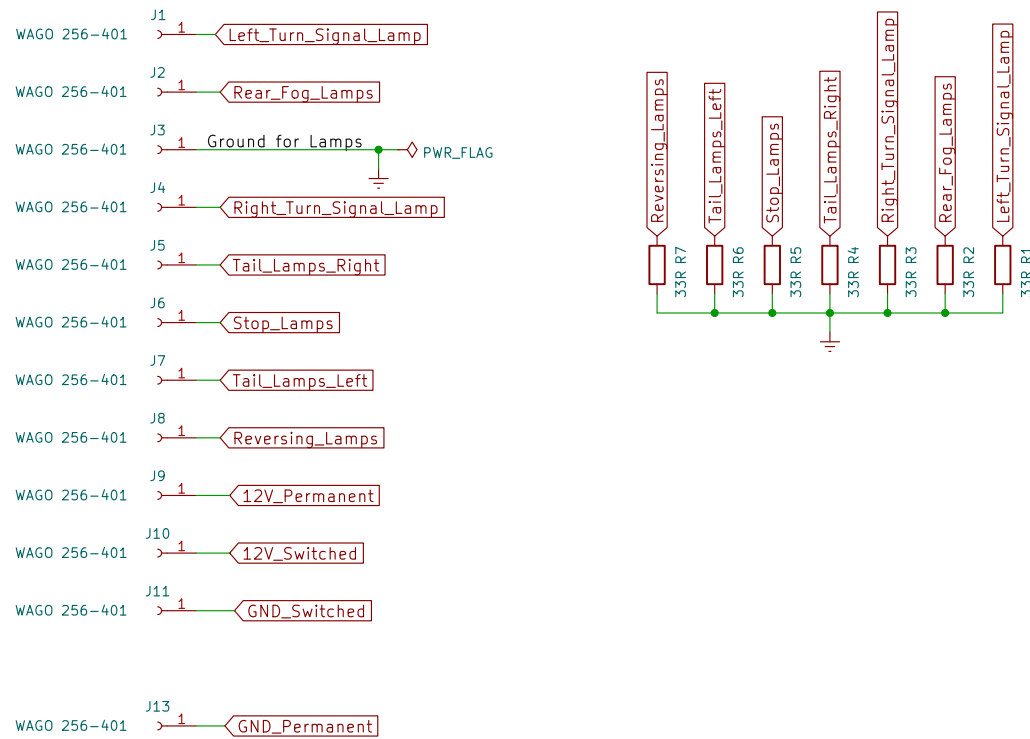 J1
WAGO 256-401 1 Left_Turn_Signal_Lamp
J2
WAGO 256-401 1 Rear_Fog_Lamps
J3
WAGO 256-401 1 Ground for Lamps PWR_FLAG
J4
WAGO 256-401 1 Right_Turn_Signal_Lamp
J5
WAGO 256-401 1 Tail_Lamps_Right
J6
WAGO 256-401 1 Stop_Lamps
J7
WAGO 256-401 1 Tail_Lamps_Left
J8
WAGO 256-401 1 Reversing_Lamps
J9
WAGO 256-401 1 12V_Permanent
J10
WAGO 256-401 1 12V_Switched
J11
WAGO 256-401 1 GND_Switched
J13
WAGO 256-401 1 GND_Permanent
Reversing_Lamps
33R R7
Tail_Lamps_Left
33R R6
Stop_Lamps
33R R5
Tail_Lamps_Right
33R R4
Right_Turn_Signal_Lamp
33R R3
Rear_Fog_Lamps
33R R2
Left_Turn_Signal_Lamp
33R R1